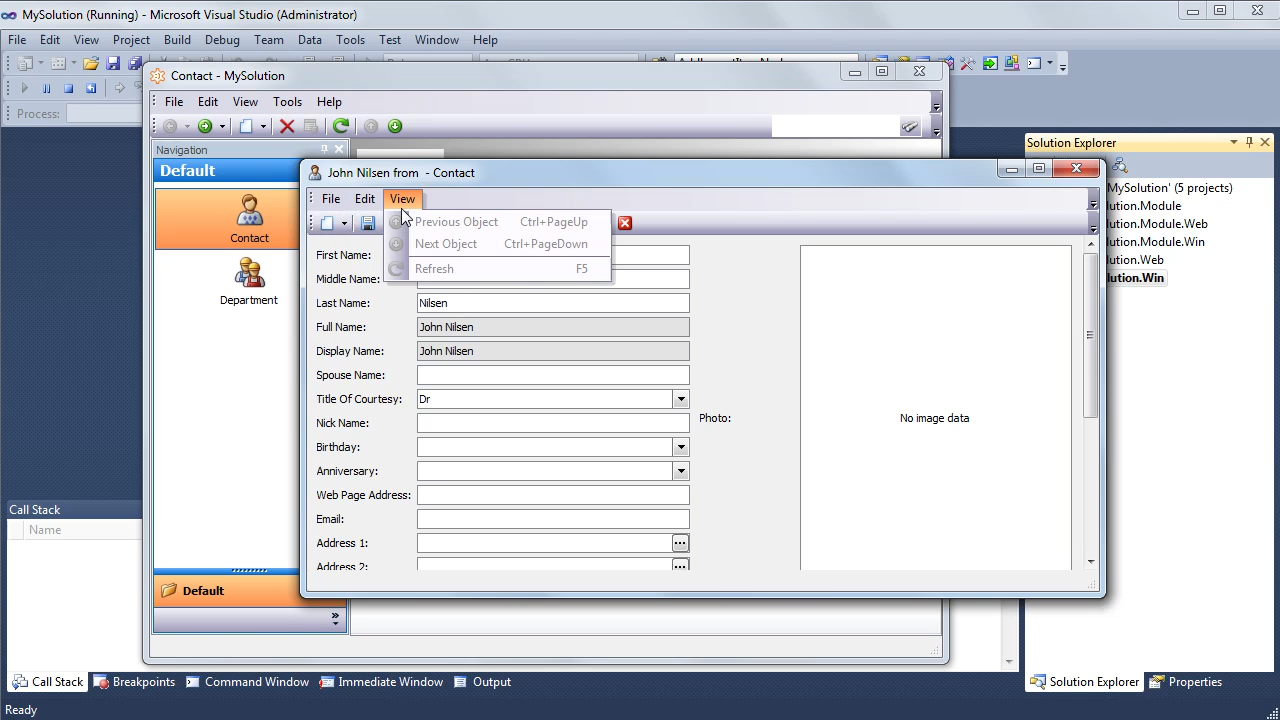 MySolution (Running) - Microsoft Visual Studio (Administrator)
File Edit View Project Build Debug Team Data Tools Test Window Help
Process:
Contact - MySolution
File Edit View Tools Help
Navigation
Default
Contact
Department
Default
John Nilsen from - Contact
File Edit View
Previous Object Ctrl+PageUp
Next Object Ctrl+PageDown
Refresh F5
First Name:
Middle Name:
Last Name: Nilsen
Full Name: John Nilsen
Display Name: John Nilsen
Spouse Name:
Title Of Courtesy: Dr
Nick Name:
Birthday:
Anniversary:
Web Page Address:
Email:
Address 1:
Address 2:
Photo:
No image data
Solution Explorer
MySolution' (5 projects)
lution.Module
lution.Module.Web
lution.Module.Win
lution.Web
lution.Win
Call Stack
Name
Call Stack Breakpoints Command Window Immediate Window Output
Solution Explorer Properties
Ready